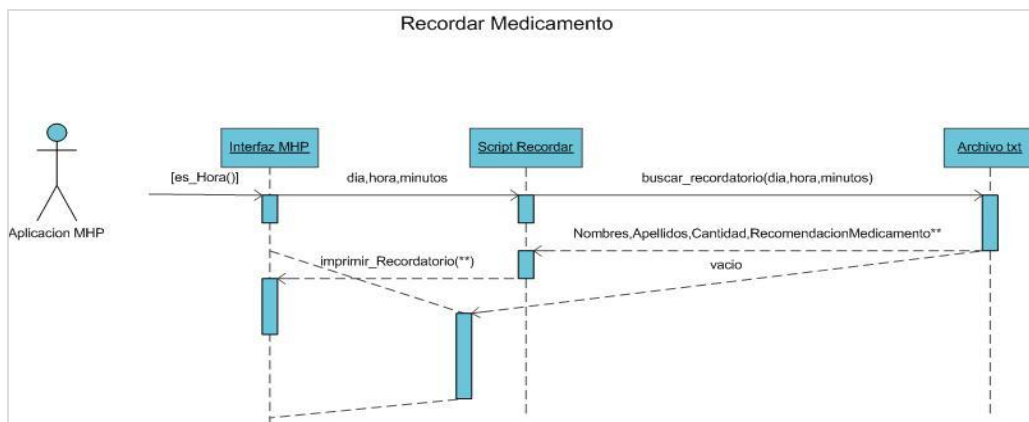 Recordar Medicamento
Interfaz MHP
Script Recordar
Archivo txt
[es_Hora()]
dia,hora,minutos
buscar_recordatorio(dia,hora,minutos)
Aplicacion MHP
Nombres,Apellidos,Cantidad,RecomendacionMedicamento**
imprimir_Recordatorio(**)
vacio